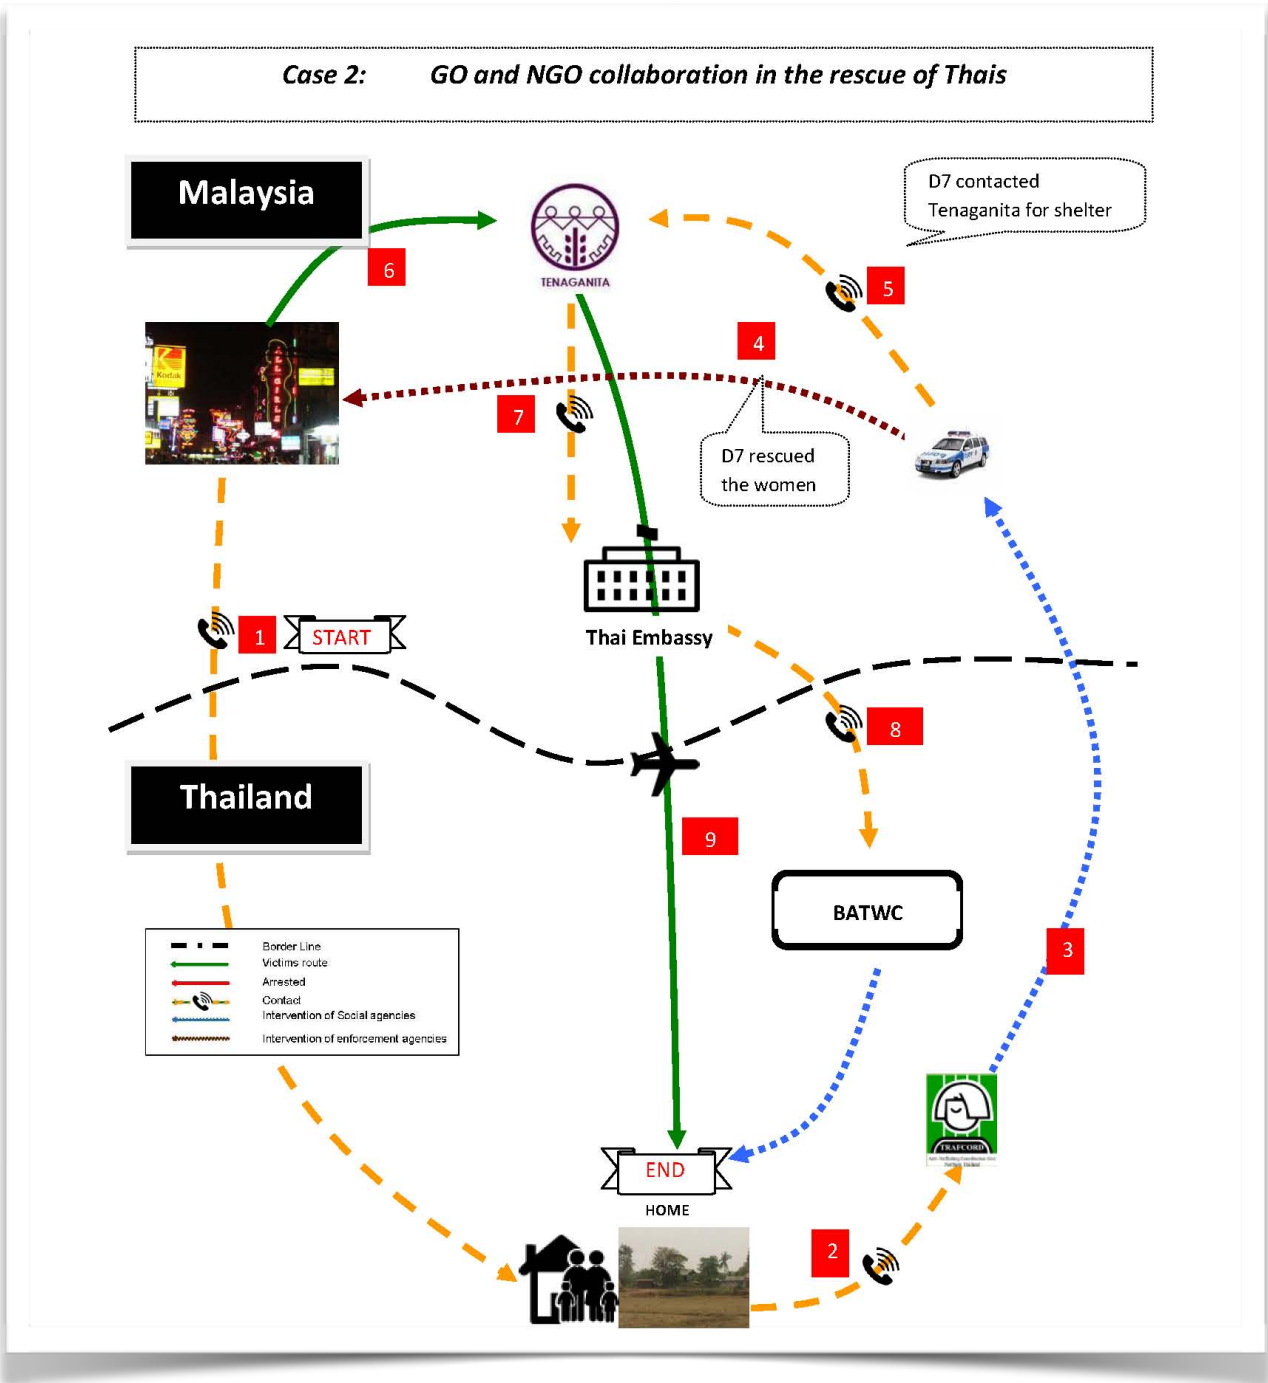 Case 2: GO and NGO collaboration in the rescue of Thais
Malaysia
D7 contacted
Tenaganita for shelter
TENAGANITA
6
5
4
Kodak
GIRLS
7
D7 rescued
the women
1
START
Thai Embassy
8
Thailand
9
BATWC
Border Line
Victims route
Arrested
Contact
Intervention of Social agencies
Intervention of enforcement agencies
3
TRAFCORD
END
HOME
2